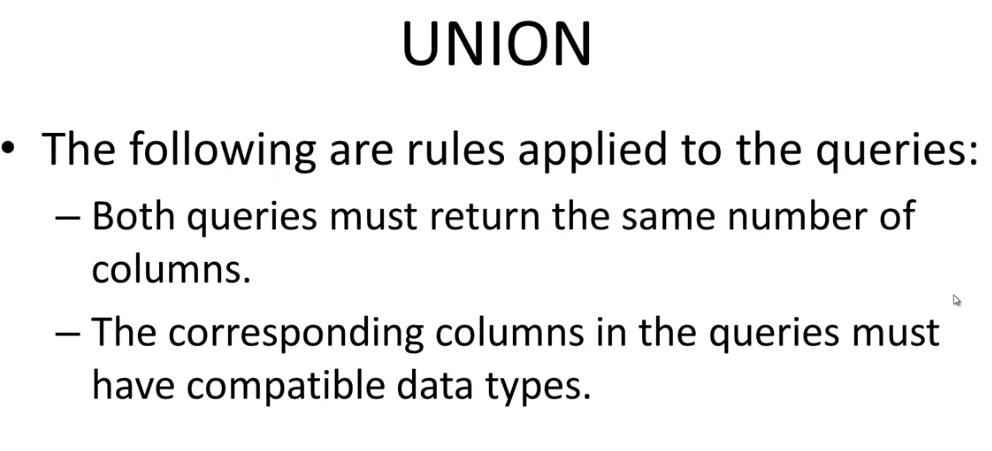 UNION
• The following are rules applied to the queries:
– Both queries must return the same number of
columns.
– The corresponding columns in the queries must
have compatible data types.